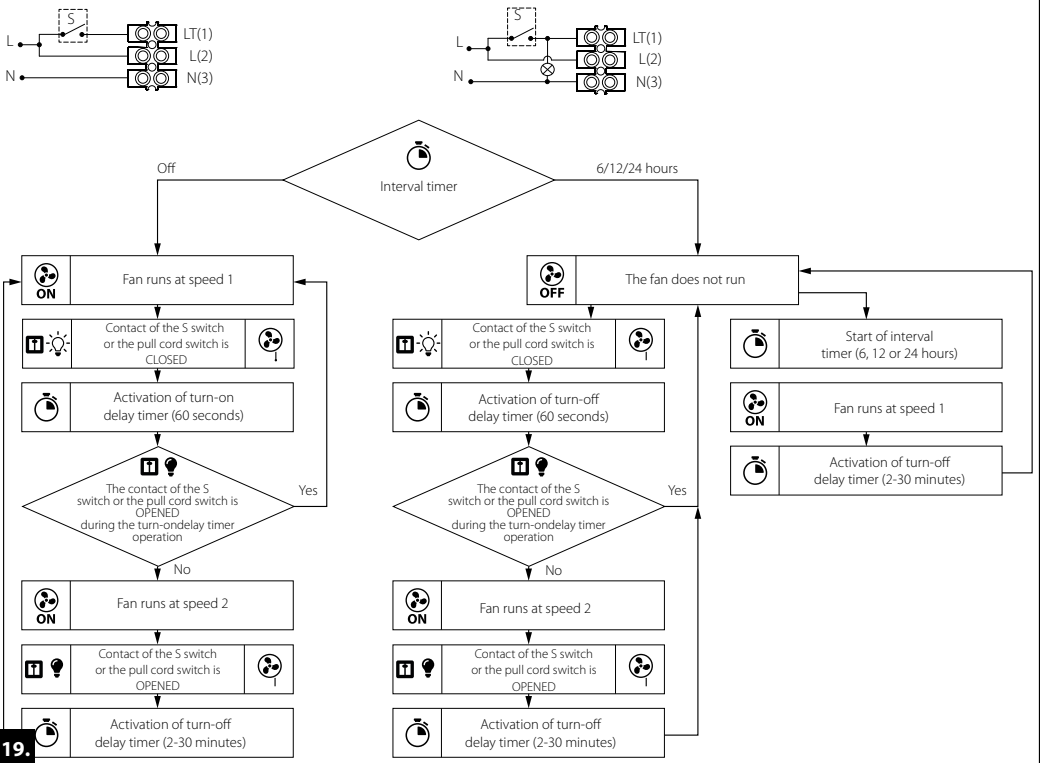 S
LT(1)
L
L(2)
N
N(3)
S
LT(1)
L
L(2)
N
N(3)
Interval timer
Off
6/12/24 hours
ON
Fan runs at speed 1
Contact of the S switch
or the pull cord switch is
CLOSED
Activation of turn-on
delay timer (60 seconds)
The contact of the S
switch or the pull cord switch is
OPENED
during the turn-ondelay timer
operation
Yes
No
ON
Fan runs at speed 2
Contact of the S switch
or the pull cord switch is
OPENED
Activation of turn-off
delay timer (2-30 minutes)
OFF
The fan does not run
Contact of the S switch
or the pull cord switch is
CLOSED
Activation of turn-off
delay timer (60 seconds)
The contact of the S
switch or the pull cord switch is
OPENED
during the turn-ondelay timer
operation
Yes
No
ON
Fan runs at speed 2
Contact of the S switch
or the pull cord switch is
OPENED
Activation of turn-off
delay timer (2-30 minutes)
Start of interval
timer (6, 12 or 24 hours)
ON
Fan runs at speed 1
Activation of turn-off
delay timer (2-30 minutes)
19.